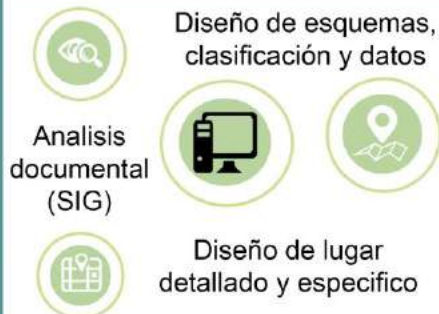 Diseño de esquemas,
clasificación y datos
Analisis
documental
(SIG)
Diseño de lugar
detallado y especifico